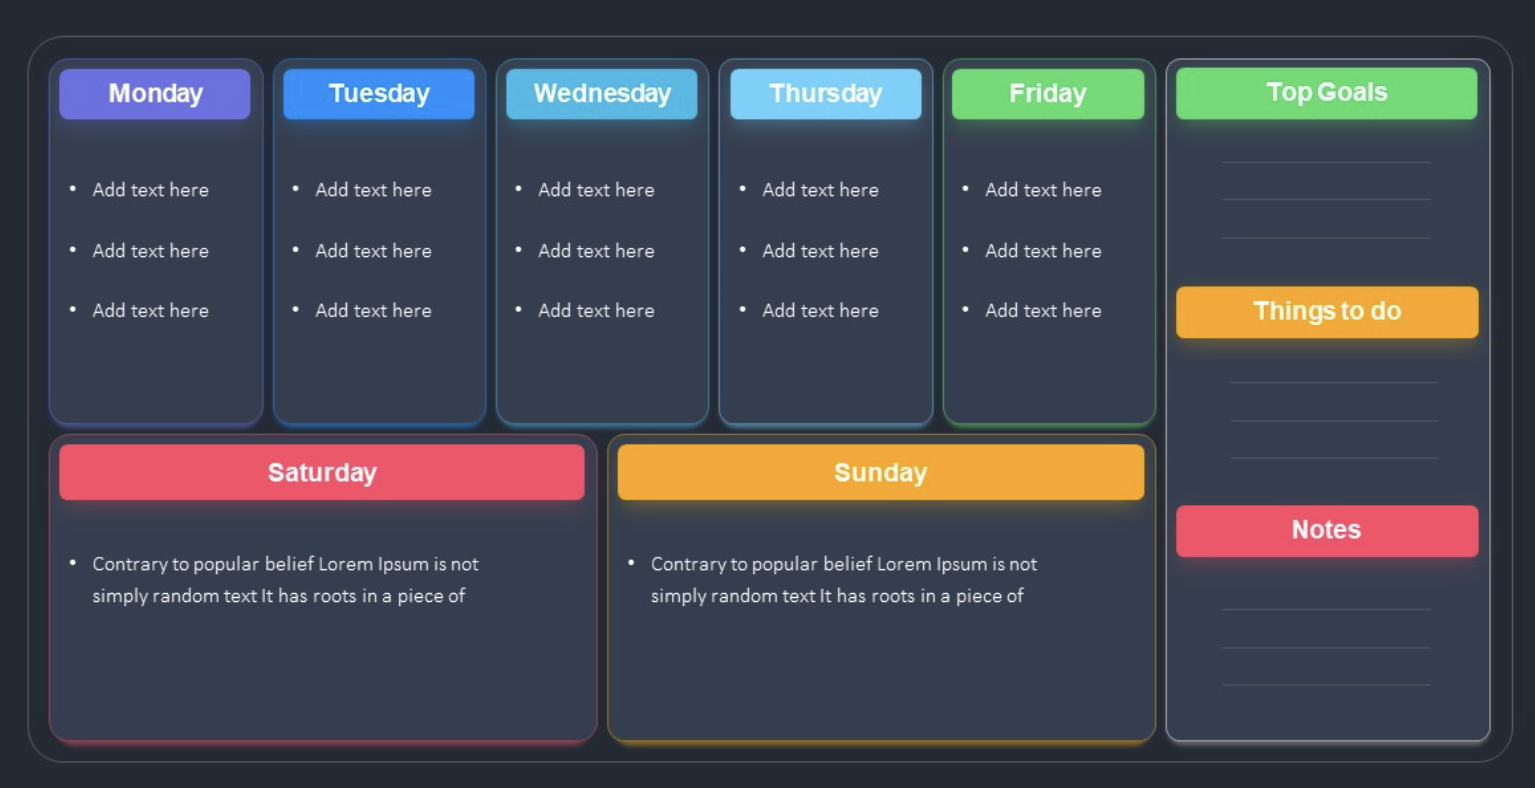 Monday
• Add text here
• Add text here
• Add text here
Tuesday
• Add text here
• Add text here
• Add text here
Wednesday
• Add text here
• Add text here
• Add text here
Thursday
• Add text here
• Add text here
• Add text here
Friday
• Add text here
• Add text here
• Add text here
Saturday
• Contrary to popular belief Lorem Ipsum is not
simply random text It has roots in a piece of
Sunday
• Contrary to popular belief Lorem Ipsum is not
simply random text It has roots in a piece of
Top Goals
Things to do
Notes